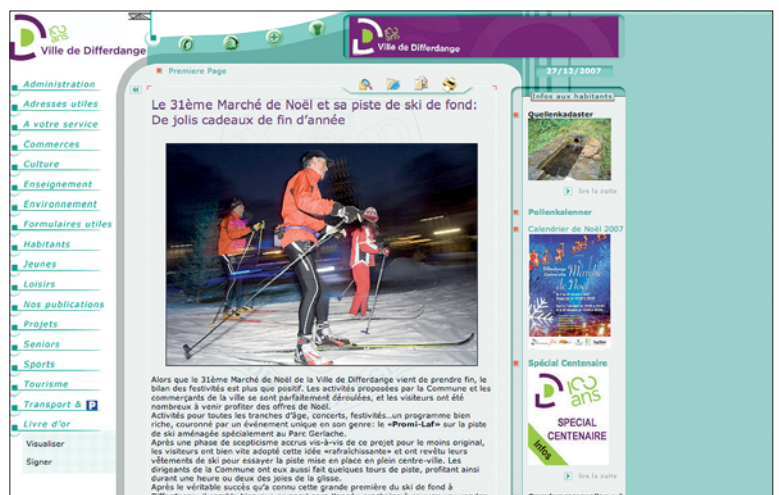 100 ans
Ville de Differdange
100 ans
Ville de Differdange
Premiere Page
27/12/2007
Administration
Adresses utiles
A votre service
Commerces
Culture
Enseignement
Environnement
Formulaires utiles
Habitants
Jeunes
Loisirs
Nos publications
Projets
Seniors
Sports
Tourisme
Transport & P
Livre d'or
Visualiser
Signer
Le 31ème Marché de Noël et sa piste de ski de fond:
De jolis cadeaux de fin d'année
Alors que le 31ème Marché de Noël de la Ville de Differdange vient de prendre fin, le
bilan des festivités est plus que positif. Les activités proposées par la Commune et les
commerçants de la ville se sont parfaitement déroulées, et les visiteurs ont été
nombreux à venir profiter des offres de Noël.
Activités pour toutes les tranches d'âge, concerts, festivités...un programme bien
riche, couronné par un événement unique en son genre: le «Promi-Laf» sur la piste
de ski aménagée spécialement au Parc Gerlache.
Après une phase de scepticisme accrus vis-à-vis de ce projet pour le moins original,
les visiteurs ont bien vite adopté cette idée «rafraîchissante» et ont revêtu leurs
vêtements de ski pour essayer la piste mise en place en plein centre-ville. Les
dirigeants de la Commune ont eux aussi fait quelques tours de piste, profitant ainsi
durant une heure ou deux des joies de la glisse.
Après le véritable succès qu'a connu cette grande première du ski de fond à
Infos aux habitants
Quellenkadaster
lire la suite
Pollenkalenner
Calendrier de Noël 2007
Differdange
Centre-ville
Marché
de Noël
Spécial Centenaire
100 ans
SPECIAL
CENTENAIRE
Infos
lire la suite